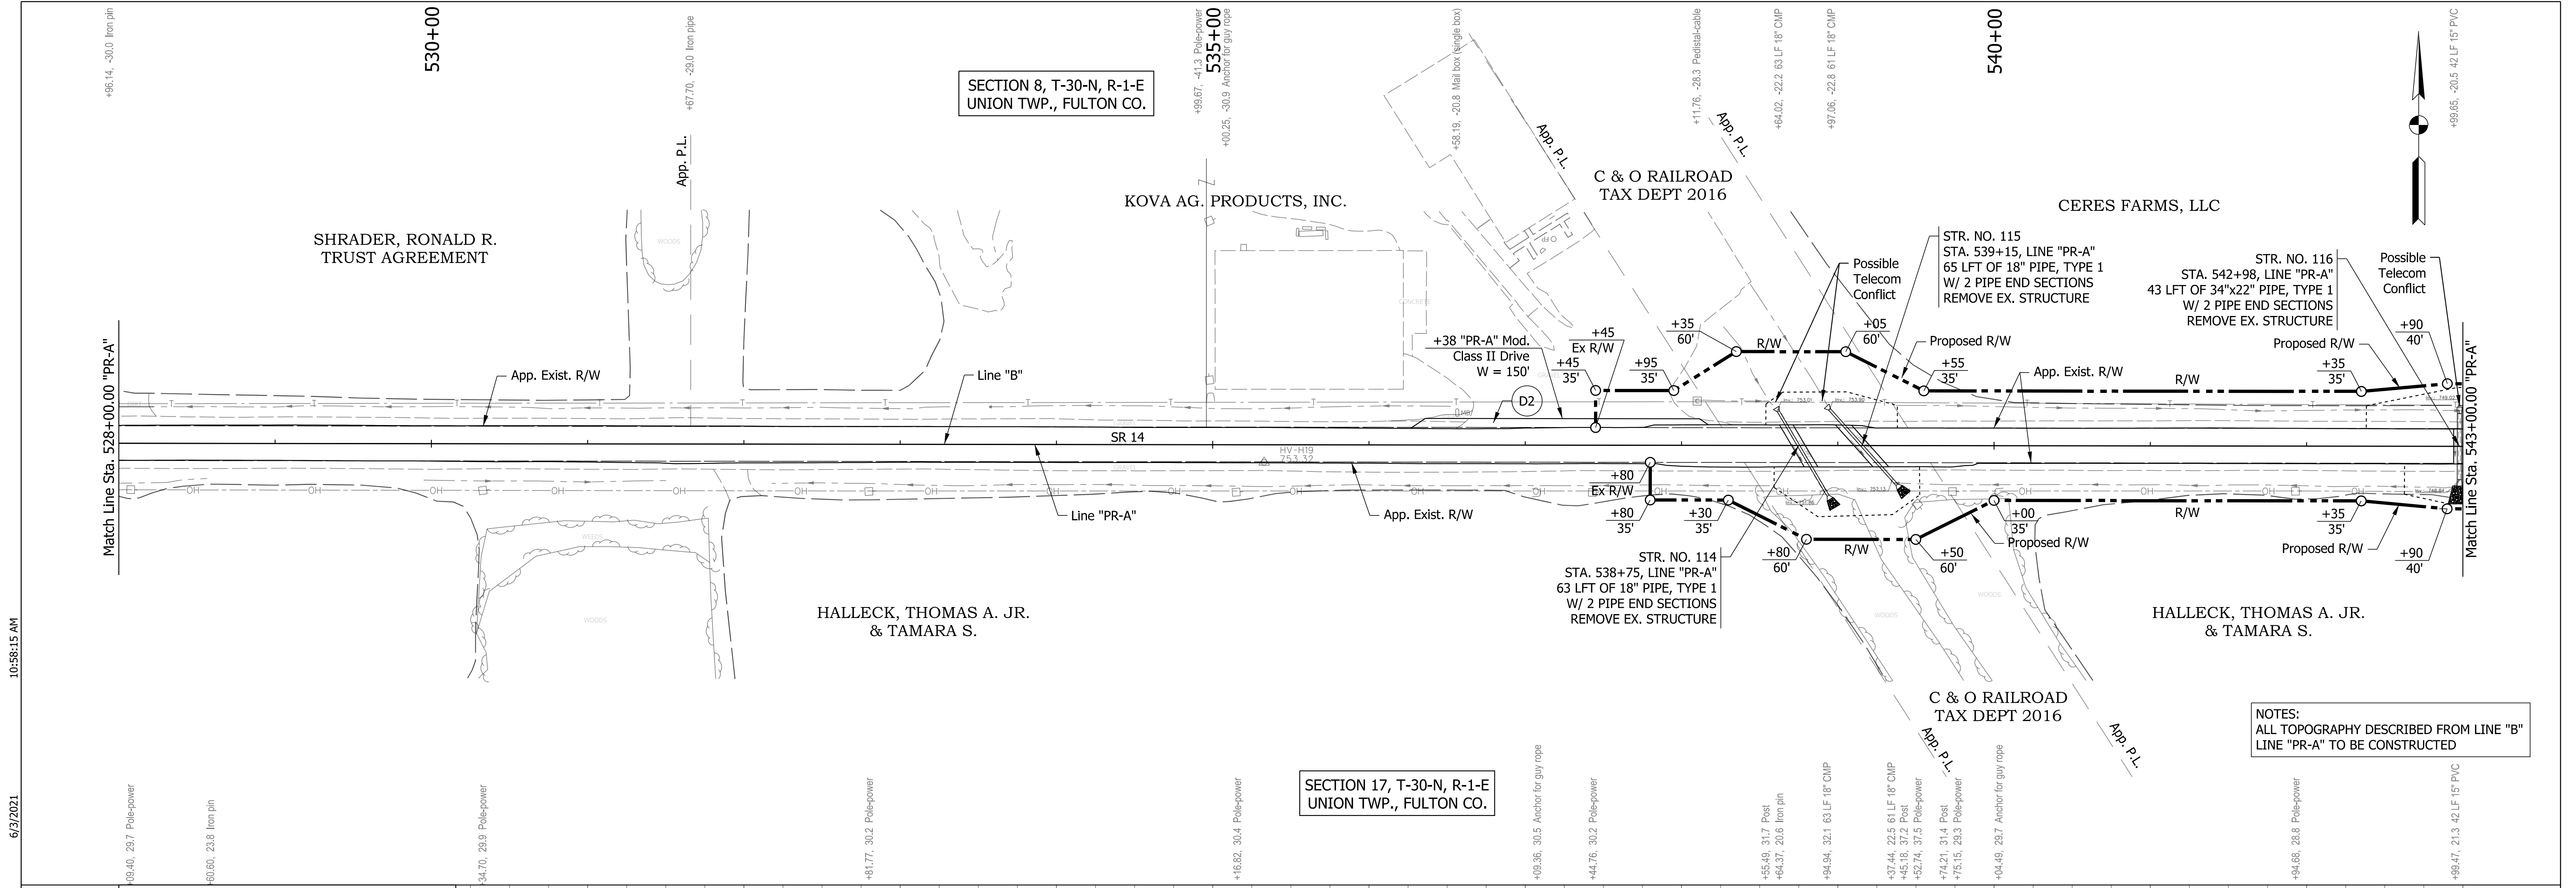 +96.14, -30.0 Iron pin
530+00
+67.70, -29.0 Iron pipe
+99.67, -41.3 Pole-power
535+00
+00.25, -30.9 Anchor for guy rope
+58.19, -20.8 Mail box (single box)
+11.76, -28.3 Pedistal-cable
+64.02, -22.2 63 LF 18" CMP
+97.06, -22.8 61 LF 18" CMP
540+00
+99.65, -20.5 42 LF 15" PVC
SECTION 8, T-30-N, R-1-E
UNION TWP., FULTON CO.
App. P.L.
App. P.L.
App. P.L.
C & O RAILROAD
TAX DEPT 2016
KOVA AG. PRODUCTS, INC.
CERES FARMS, LLC
SHRADER, RONALD R.
TRUST AGREEMENT
WOODS
CONCRETE
STR. NO. 115
STA. 539+15, LINE "PR-A"
65 LFT OF 18" PIPE, TYPE 1
W/ 2 PIPE END SECTIONS
REMOVE EX. STRUCTURE
Possible
Telecom
Conflict
STR. NO. 116
STA. 542+98, LINE "PR-A"
43 LFT OF 34"x22" PIPE, TYPE 1
W/ 2 PIPE END SECTIONS
REMOVE EX. STRUCTURE
Possible
Telecom
Conflict
+38 "PR-A" Mod.
Class II Drive
W = 150'
+45
Ex R/W
+45
35'
+95
35'
+35
60'
R/W
+05
60'
Proposed R/W
+55
35'
App. Exist. R/W
R/W
Proposed R/W
+35
35'
+90
40'
D2
App. Exist. R/W
Line "B"
Match Line Sta. 528+00.00 "PR-A"
Match Line Sta. 543+00.00 "PR-A"
SR 14
HV-H19
753.32
Line "PR-A"
App. Exist. R/W
+80
Ex R/W
+80
35'
+30
35'
+80
60'
R/W
+50
60'
+00
35'
Proposed R/W
R/W
+35
35'
Proposed R/W
+90
40'
STR. NO. 114
STA. 538+75, LINE "PR-A"
63 LFT OF 18" PIPE, TYPE 1
W/ 2 PIPE END SECTIONS
REMOVE EX. STRUCTURE
WEEDS
WOODS
WOODS
WOODS
HALLECK, THOMAS A. JR.
& TAMARA S.
HALLECK, THOMAS A. JR.
& TAMARA S.
C & O RAILROAD
TAX DEPT 2016
App. P.L.
App. P.L.
NOTES:
ALL TOPOGRAPHY DESCRIBED FROM LINE "B"
LINE "PR-A" TO BE CONSTRUCTED
SECTION 17, T-30-N, R-1-E
UNION TWP., FULTON CO.
10:58:15 AM
6/3/2021
+09.40, 29.7 Pole-power
+60.60, 23.8 Iron pin
+34.70, 29.9 Pole-power
+81.77, 30.2 Pole-power
+16.82, 30.4 Pole-power
+09.36, 30.5 Anchor for guy rope
+44.76, 30.2 Pole-power
+55.49, 31.7 Post
+64.37, 20.6 Iron pin
+94.94, 32.1 63 LF 18" CMP
+37.44, 22.5 61 LF 18" CMP
+45.18, 37.2 Post
+52.74, 37.5 Pole-power
+74.21, 31.4 Post
+75.15, 29.3 Pole-power
+04.49, 29.7 Anchor for guy rope
+94.68, 28.8 Pole-power
+99.47, 21.3 42 LF 15" PVC